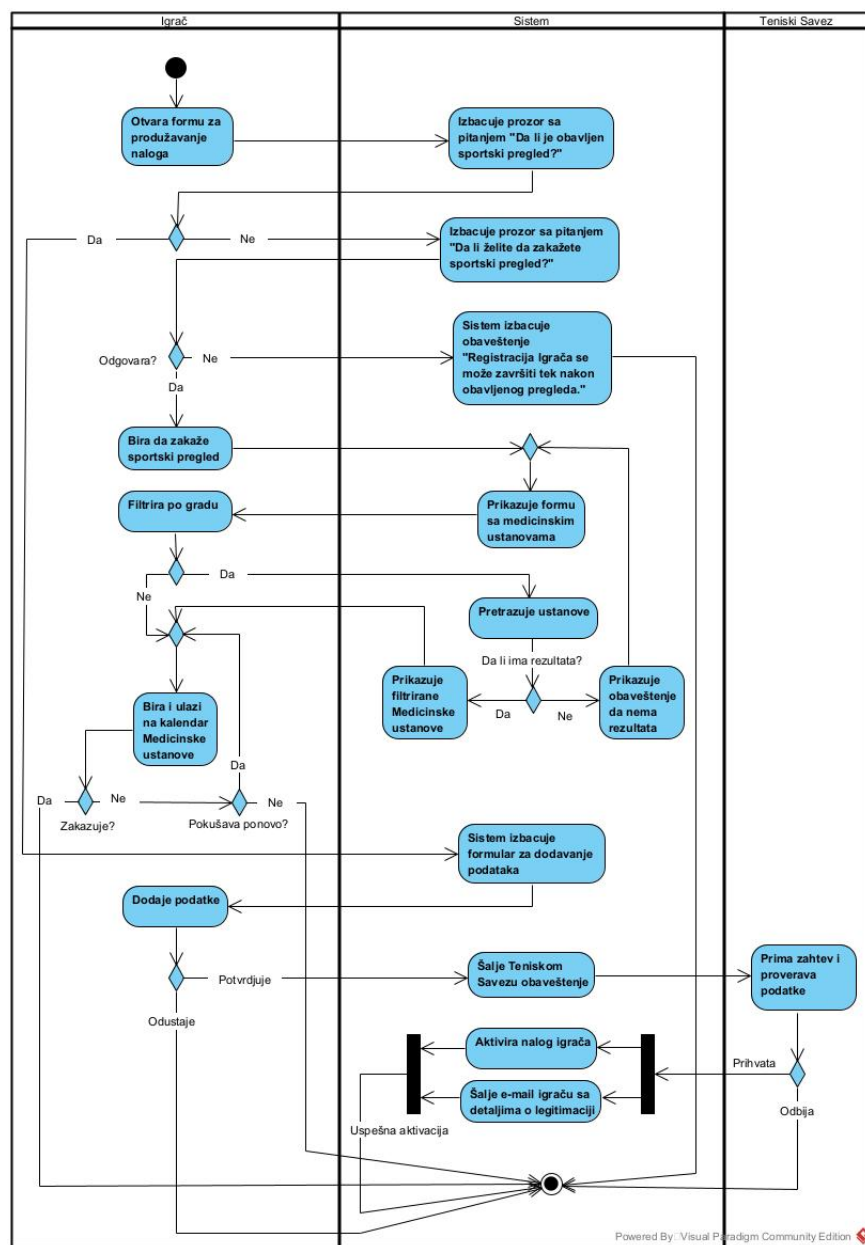 Igrač
Sistem
Teniski Savez
Otvara formu za
produžavanje
naloga
Izbacuje prozor sa
pitanjem "Da li je obavljen
sportski pregled?"
Da
Ne
Izbacuje prozor sa pitanjem
"Da li želite da zakažete
sportski pregled?"
Odgovara?
Ne
Da
Sistem izbacuje
obaveštenje
"Registracija Igrača se
može završiti tek nakon
obavljenog pregleda."
Bira da zakaže
sportski pregled
Filtrira po gradu
Prikazuje formu
sa medicinskim
ustanovama
Da
Ne
Pretrazuje ustanove
Da li ima rezultata?
Bira i ulazi
na kalendar
Medicinske
ustanove
Prikazuje
filtrirane
Medicinske
ustanove
Da
Ne
Prikazuje
obaveštenje
da nema
rezultata
Da
Da
Ne
Ne
Zakazuje?
Pokušava ponovo?
Sistem izbacuje
formular za dodavanje
podataka
Dodaje podatke
Potvrdjuje
Odustaje
Šalje Teniskom
Savezu obaveštenje
Prima zahtev i
proverava
podatke
Aktivira nalog igrača
Prihvata
Šalje e-mail igraču sa
detaljima o legitimaciji
Odbija
Uspešna aktivacija
Powered By Visual Paradigm Community Edition